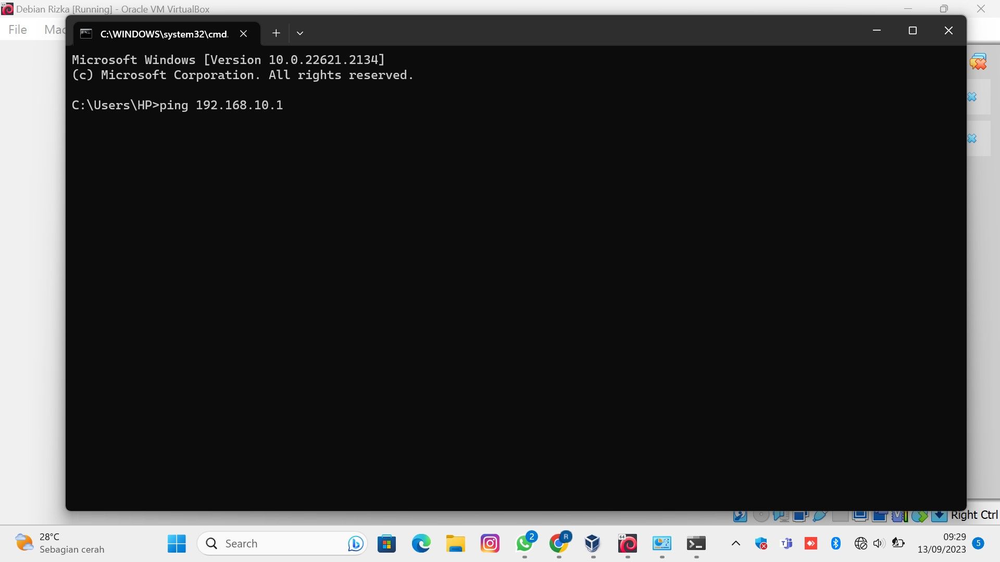 Debian Rizka [Running] - Oracle VM VirtualBox
File Mac
C:\WINDOWS\system32\cmd.
Microsoft Windows [Version 10.0.22621.2134]
(c) Microsoft Corporation. All rights reserved.
C:\Users\HP>ping 192.168.10.1
Right Ctrl
28°C
Sebagian cerah
Search
2
R
64
09:29
13/09/2023
5